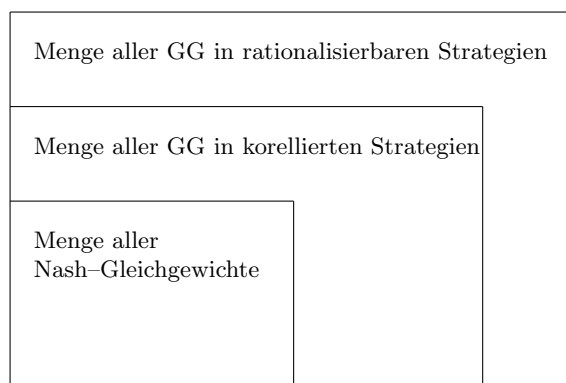 Menge aller GG in rationalisierbaren Strategien
Menge aller GG in korellierten Strategien
Menge aller
Nash–Gleichgewichte